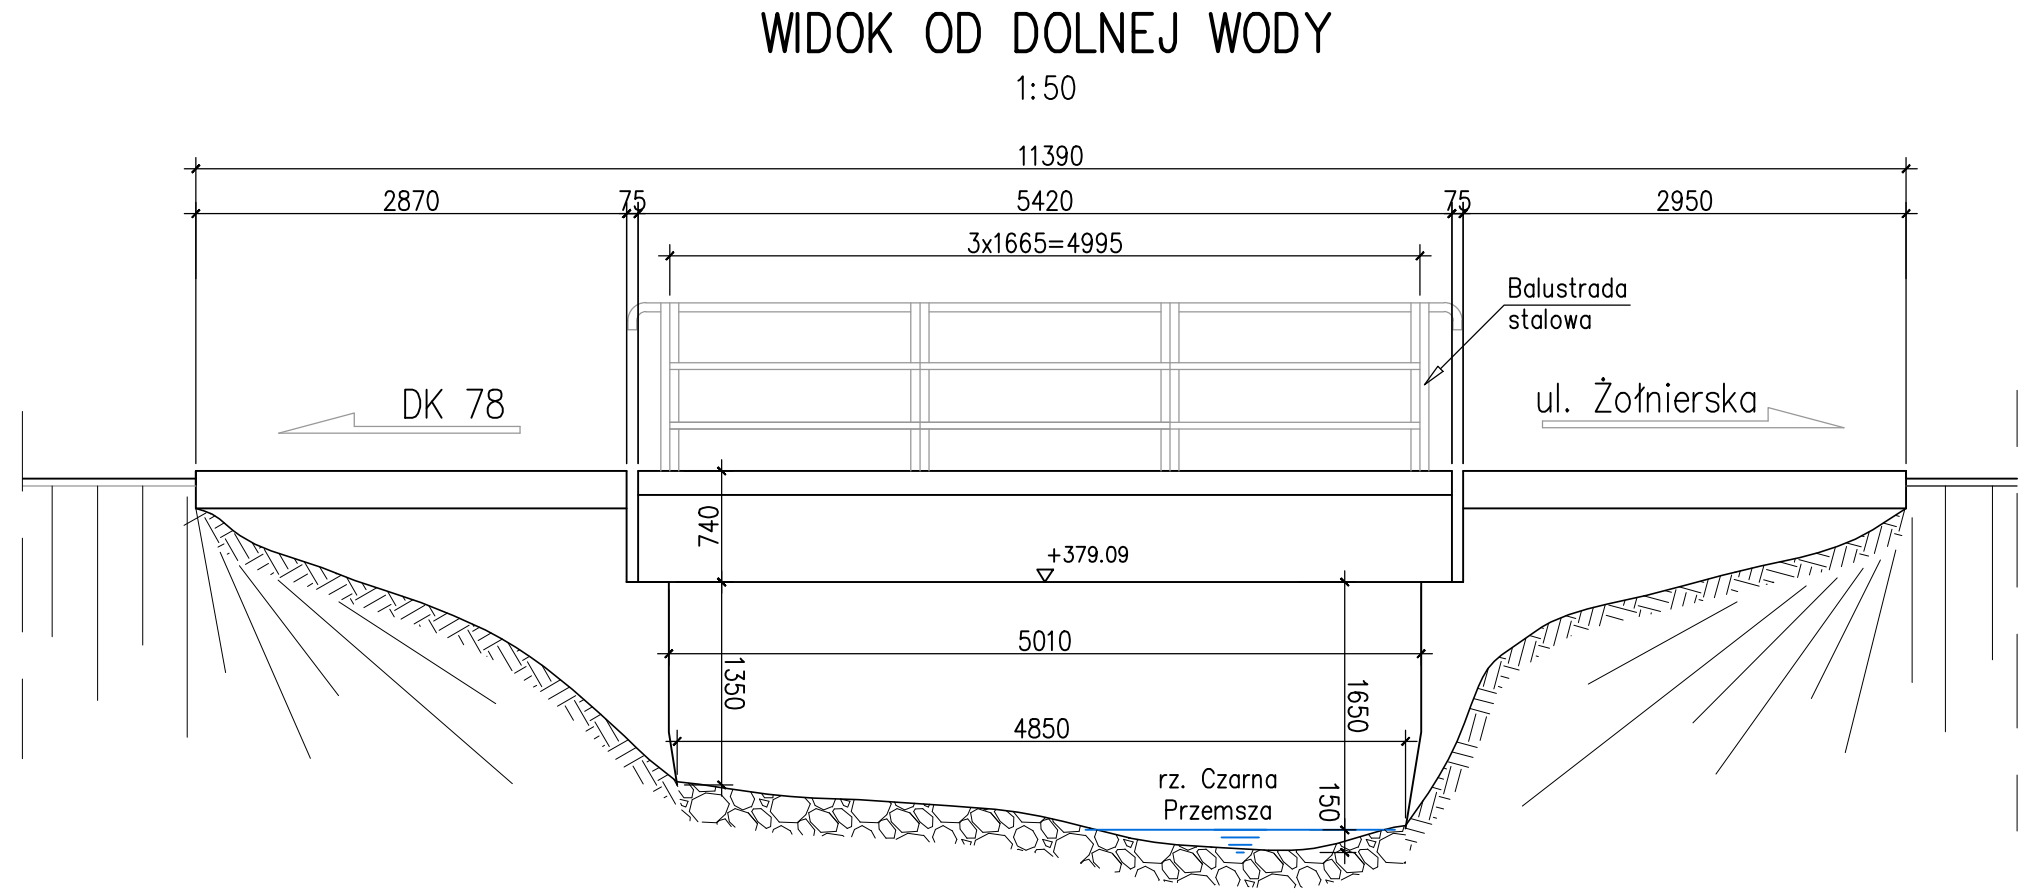 WIDOK OD DOLNEJ WODY
1:50
11390
2870 75 5420 75 2950
3x1665=4995
Balustrada
stalowa
DK 78
ul. Żołnierska
740
+379.09
5010
1350
1650
4850
rz. Czarna
Przemsza
150